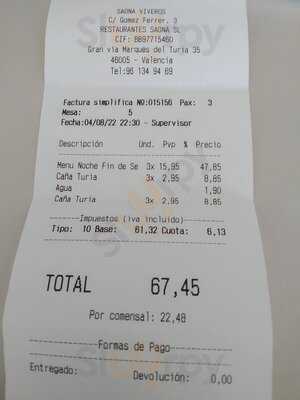 SAONA VIVEROS
C/ Gomez Ferrer, 3
RESTAURANTES SAONA SL
CIF: B897715460
Gran via Marques del Turia 35
46005 - Valencia
Tel:96 134 94 69
Factura simplifica Nº:015156 Pax: 3
Mesa: 5
Fecha:04/08/22 22:30 - Supervisor
Descripción Und. Pvp % Precio
Menu Noche Fin de Se 3x 15,95 47,85
Caña Turia 3x 2,95 8,85
Agua 1,90
Caña Turia 3x 2,95 8,85
Impuestos (iva incluido)
Tipo: 10 Base: 61,32 Cuota: 6,13
TOTAL 67,45
Por comensal: 22,48
Formas de Pago
Entregado:
Devolución: 0,00